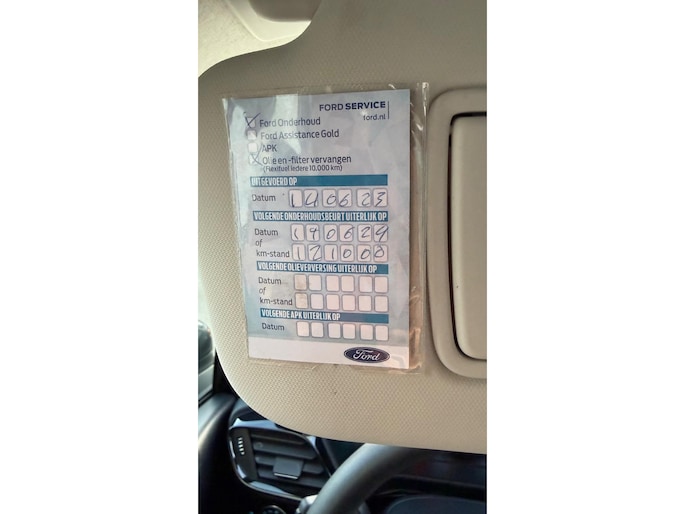 FORD SERVICE
ford.nl
Ford Onderhoud
Ford Assistance Gold
APK
Olie en -filter vervangen
(Flexifuel iedere 10.000 km)
UITGEVOERD OP
Datum 140623
VOLGENDE ONDERHOUDSBEURT UITERLIJK OP
Datum 140624
of
km-stand 121000
VOLGENDE OLIEVERVERSING UITERLIJK OP
Datum
of
km-stand
VOLGENDE APK UITERLIJK OP
Datum
Ford